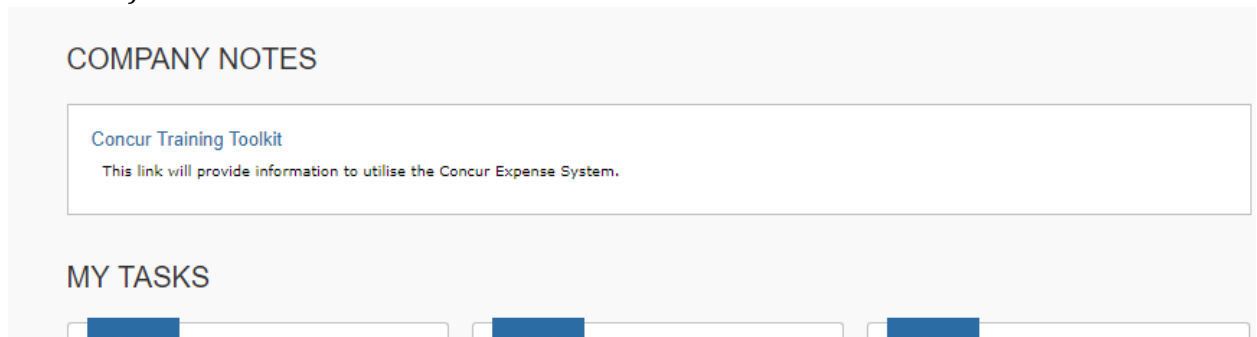 COMPANY NOTES
Concur Training Toolkit
This link will provide information to utilise the Concur Expense System.
MY TASKS